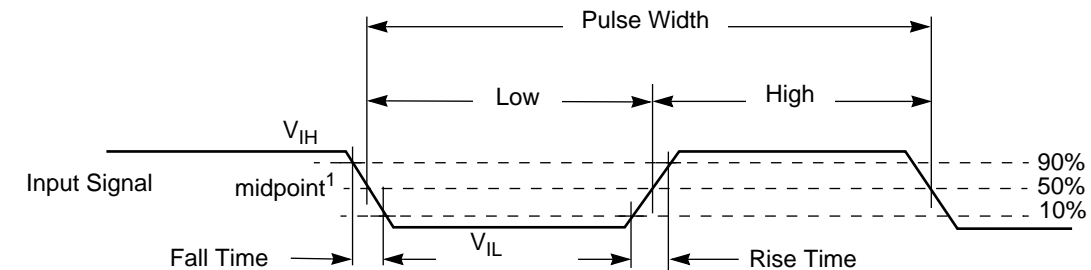 Pulse Width
Low
High
V_IH
90%
Input Signal
midpoint¹
50%
10%
V_IL
Fall Time
Rise Time